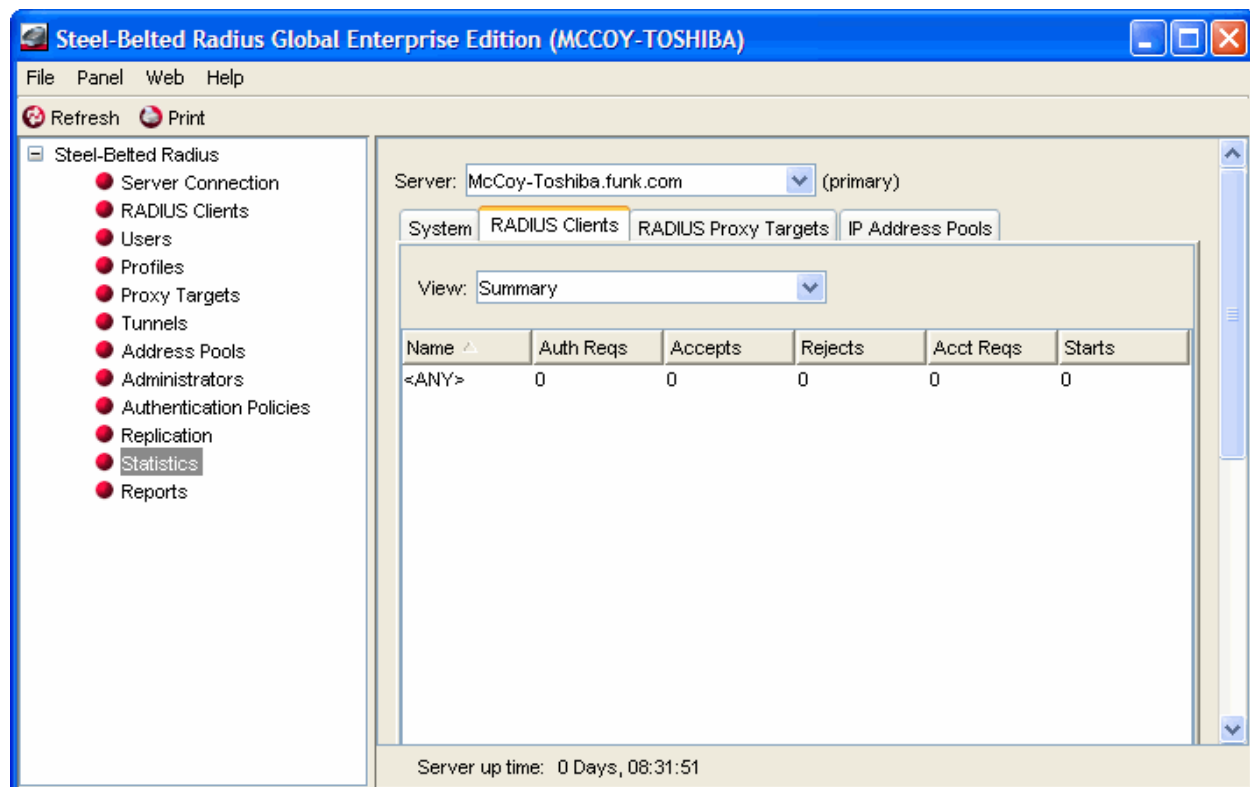 Steel-Belted Radius Global Enterprise Edition (MCCOY-TOSHIBA)
File Panel Web Help
Refresh Print
Steel-Belted Radius
Server Connection
RADIUS Clients
Users
Profiles
Proxy Targets
Tunnels
Address Pools
Administrators
Authentication Policies
Replication
Statistics
Reports
Server: McCoy-Toshiba.funk.com (primary)
System RADIUS Clients RADIUS Proxy Targets IP Address Pools
View: Summary
Name Auth Reqs Accepts Rejects Acct Reqs Starts
<ANY> 0 0 0 0 0
Server up time: 0 Days, 08:31:51